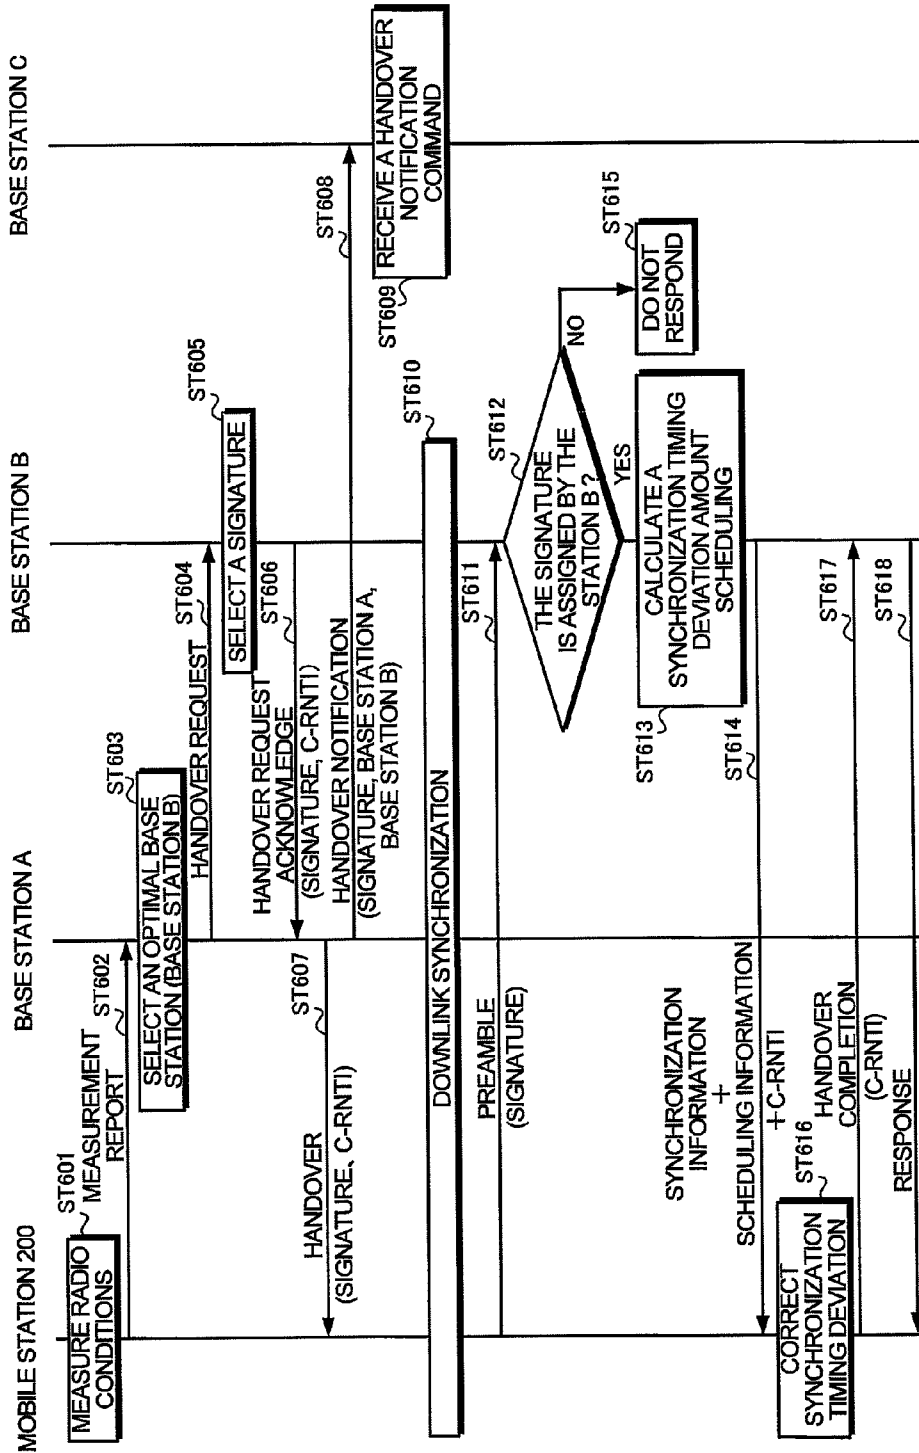 MOBILE STATION 200
BASE STATION A
BASE STATION B
BASE STATION C
MEASURE RADIO
CONDITIONS
ST601
MEASUREMENT
REPORT
ST602
SELECT AN OPTIMAL BASE
STATION (BASE STATION B)
ST603
HANDOVER REQUEST
ST604
SELECT A SIGNATURE
ST605
HANDOVER REQUEST
ACKNOWLEDGE
(SIGNATURE, C-RNTI)
ST606
HANDOVER
(SIGNATURE, C-RNTI)
ST607
HANDOVER NOTIFICATION
(SIGNATURE, BASE STATION A,
BASE STATION B)
ST608
RECEIVE A HANDOVER
NOTIFICATION
COMMAND
ST609
DOWNLINK SYNCHRONIZATION
ST610
PREAMBLE
(SIGNATURE)
ST611
THE SIGNATURE
IS ASSIGNED BY THE
STATION B ?
ST612
NO
YES
DO NOT
RESPOND
ST615
CALCULATE A
SYNCHRONIZATION TIMING
DEVIATION AMOUNT
SCHEDULING
ST613
SYNCHRONIZATION
INFORMATION
+
SCHEDULING INFORMATION
+C-RNTI
ST614
CORRECT
SYNCHRONIZATION
TIMING DEVIATION
ST616
HANDOVER
COMPLETION
(C-RNTI)
ST617
RESPONSE
ST618